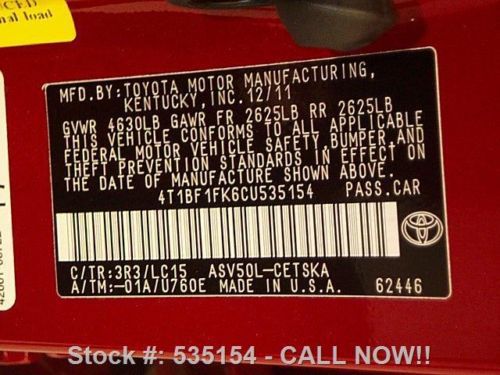 CED
nal load
MFD.BY:TOYOTA MOTOR MANUFACTURING,
KENTUCKY, INC. 12/11
GVWR 4630LB GAWR FR 2625LB RR 2625LB
THIS VEHICLE CONFORMS TO ALL APPLICABLE
FEDERAL MOTOR VEHICLE SAFETY, BUMPER, AND
THEFT PREVENTION STANDARDS IN EFFECT ON
THE DATE OF MANUFACTURE SHOWN ABOVE.
4T1BF1FK6CU535154 PASS.CAR
C/TR:3R3/LC15 ASV50L-CETSKA
A/TM:-01A/U760E MADE IN U.S.A. 62446
Stock #: 535154 - CALL NOW!!